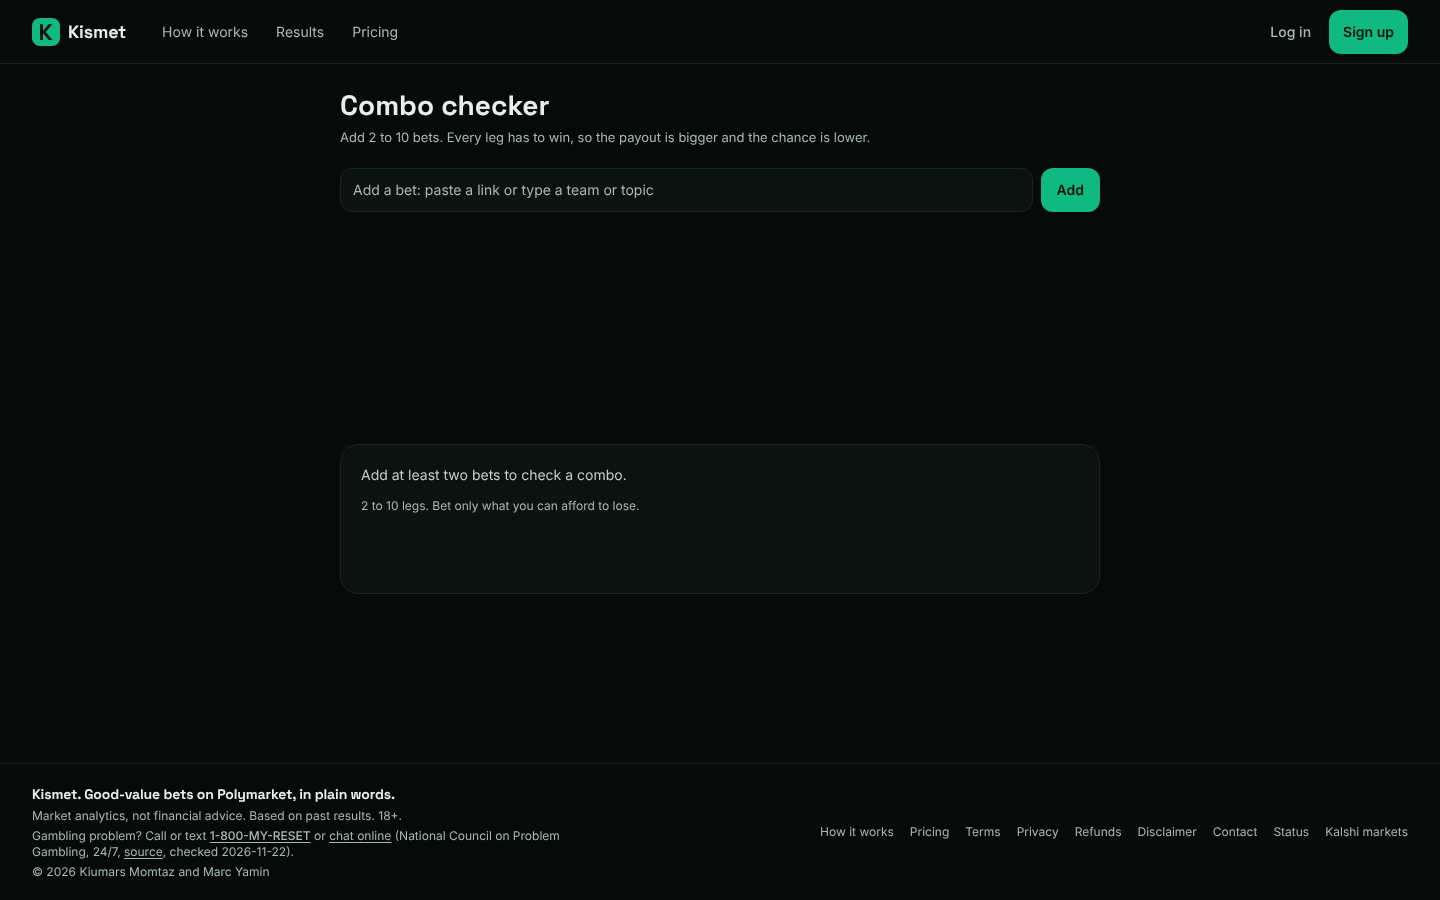 K Kismet How it works Results Pricing Log in Sign up
Combo checker
Add 2 to 10 bets. Every leg has to win, so the payout is bigger and the chance is lower.
Add a bet: paste a link or type a team or topic Add
Add at least two bets to check a combo.
2 to 10 legs. Bet only what you can afford to lose.
Kismet. Good-value bets on Polymarket, in plain words.
Market analytics, not financial advice. Based on past results. 18+.
Gambling problem? Call or text 1-800-MY-RESET or chat online (National Council on Problem
Gambling, 24/7, source, checked 2026-11-22).
© 2026 Kiumars Momtaz and Marc Yamin
How it works Pricing Terms Privacy Refunds Disclaimer Contact Status Kalshi markets